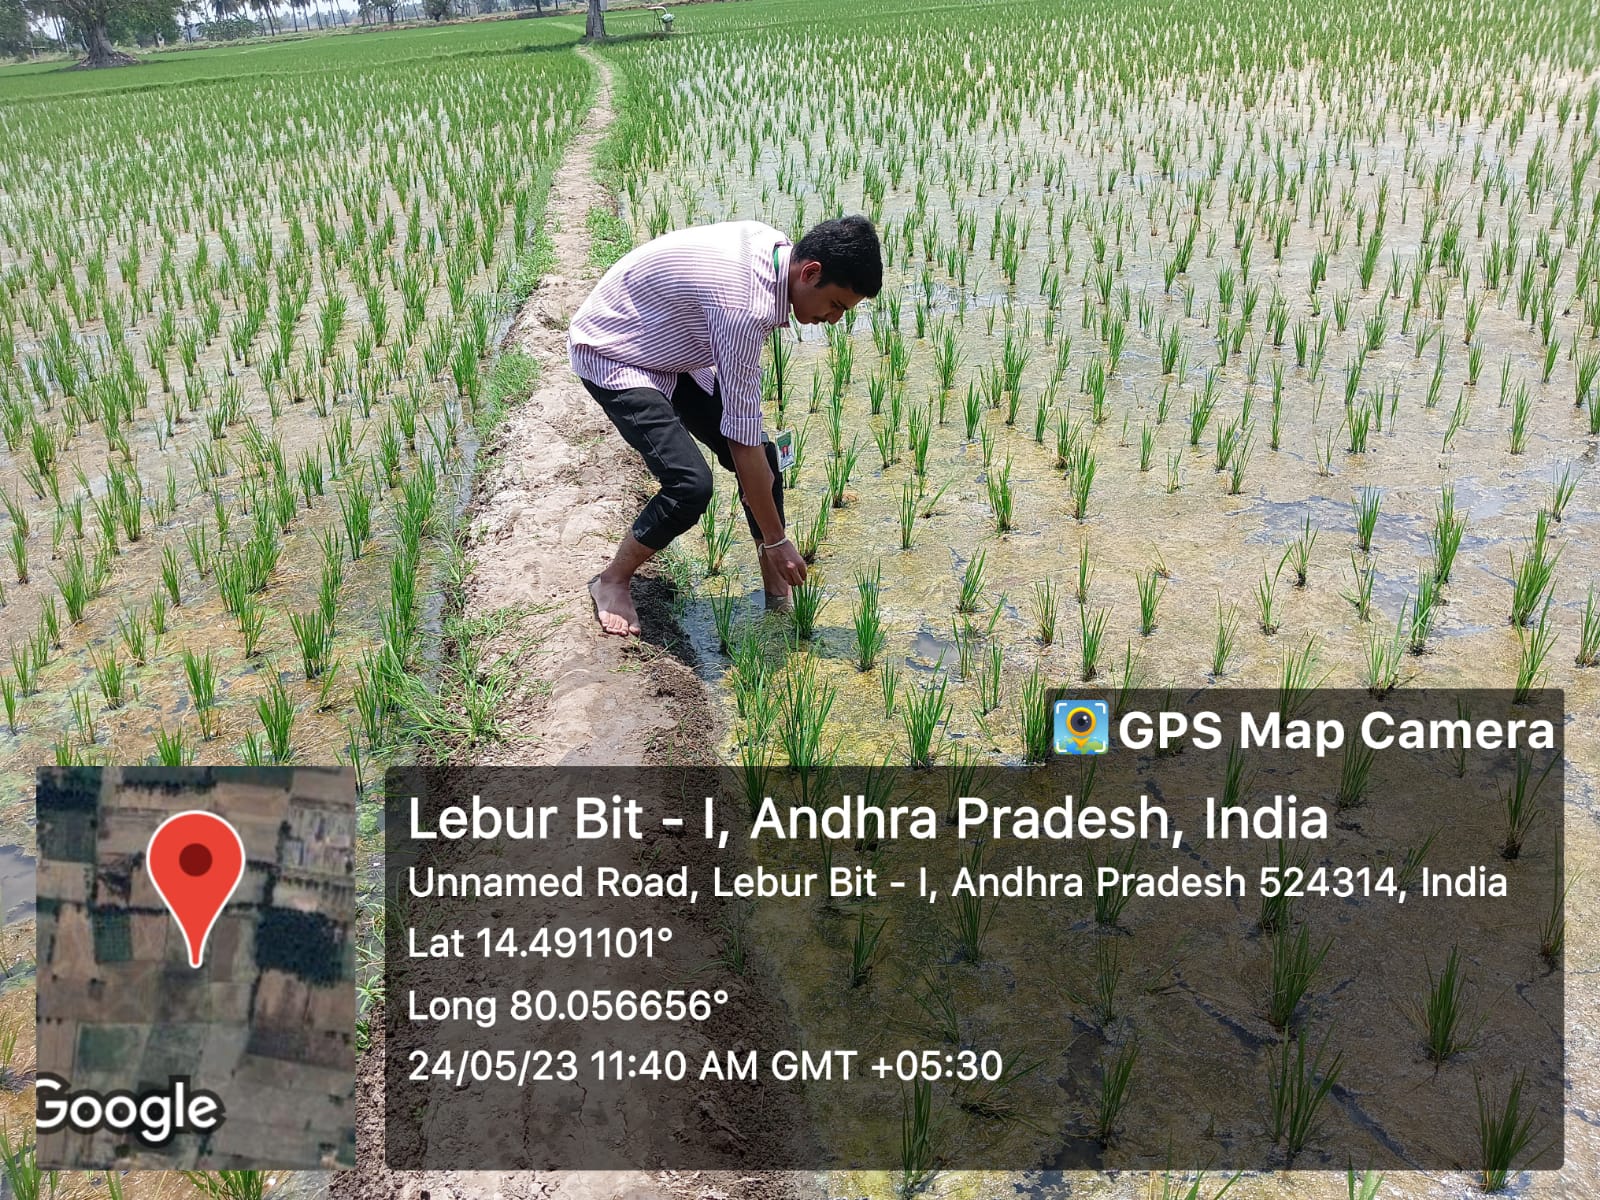 GPS Map Camera
Lebur Bit - I, Andhra Pradesh, India
Unnamed Road, Lebur Bit - I, Andhra Pradesh 524314, India
Lat 14.491101°
Long 80.056656°
24/05/23 11:40 AM GMT +05:30
Google